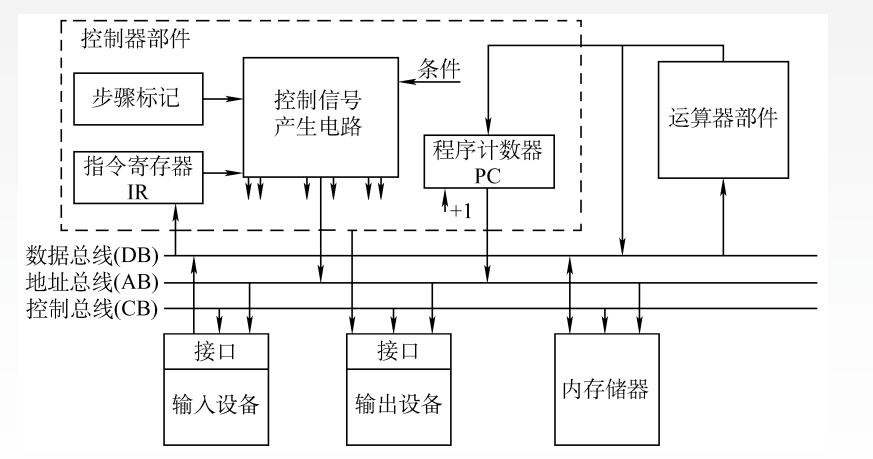 控制器部件
步骤标记
控制信号
产生电路
条件
运算器部件
指令寄存器
IR
程序计数器
PC
+1
数据总线(DB)
地址总线(AB)
控制总线(CB)
接口
输入设备
接口
输出设备
内存储器